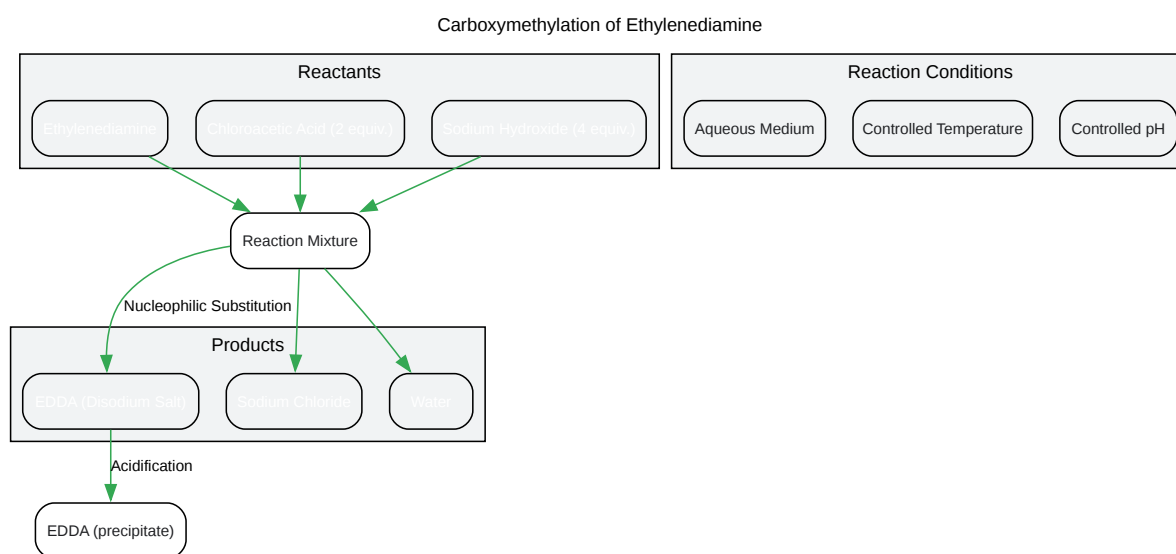 Carboxymethylation of Ethylenediamine
Reactants
Reaction Conditions
Ethylenediamine
Chloroacetic Acid (2 equiv.)
Sodium Hydroxide (4 equiv.)
Aqueous Medium
Controlled Temperature
Controlled pH
Reaction Mixture
Nucleophilic Substitution
Products
EDDA (Disodium Salt)
Sodium Chloride
Water
Acidification
EDDA (precipitate)